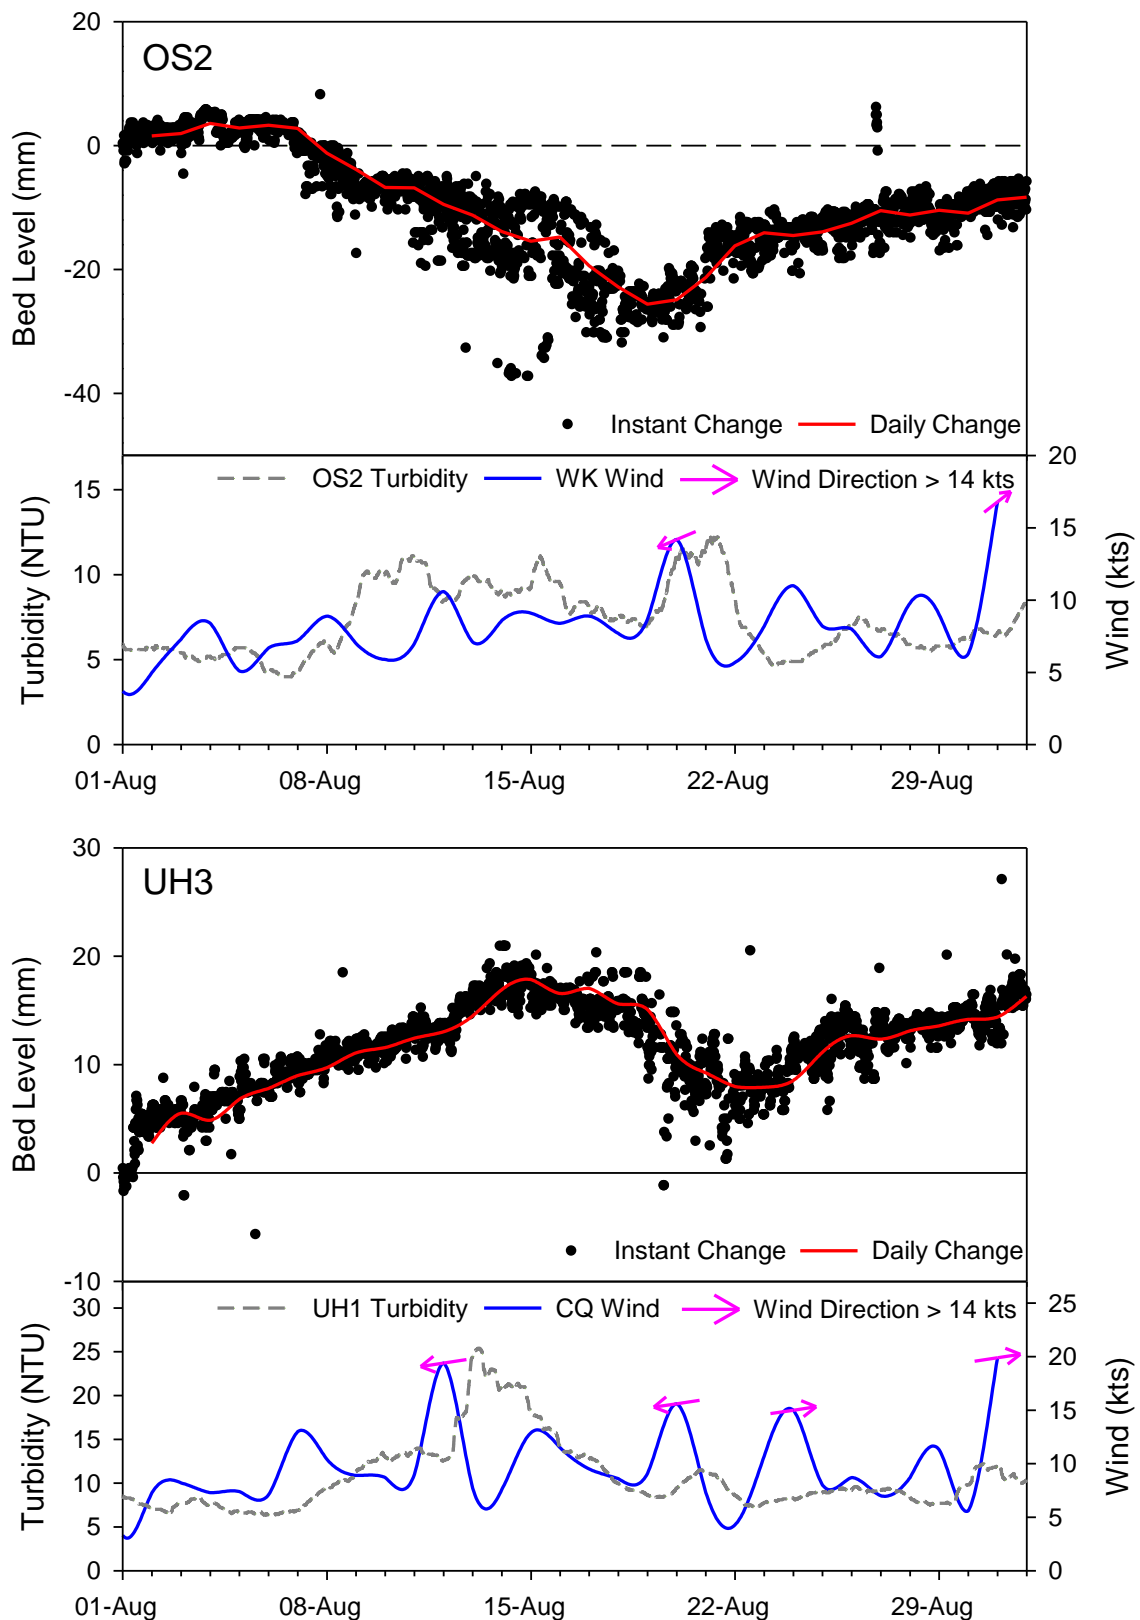 20
OS2
0
-20
-40
Bed Level (mm)
Instant Change
Daily Change
20
OS2 Turbidity
WK Wind
Wind Direction > 14 kts
15
15
10
10
5
5
0
0
Turbidity (NTU)
Wind (kts)
01-Aug 08-Aug 15-Aug 22-Aug 29-Aug
30
UH3
20
10
0
-10
Bed Level (mm)
Instant Change
Daily Change
UH1 Turbidity
CQ Wind
Wind Direction > 14 kts
30
25
25
20
20
15
15
10
10
5
5
0
0
Turbidity (NTU)
Wind (kts)
01-Aug 08-Aug 15-Aug 22-Aug 29-Aug